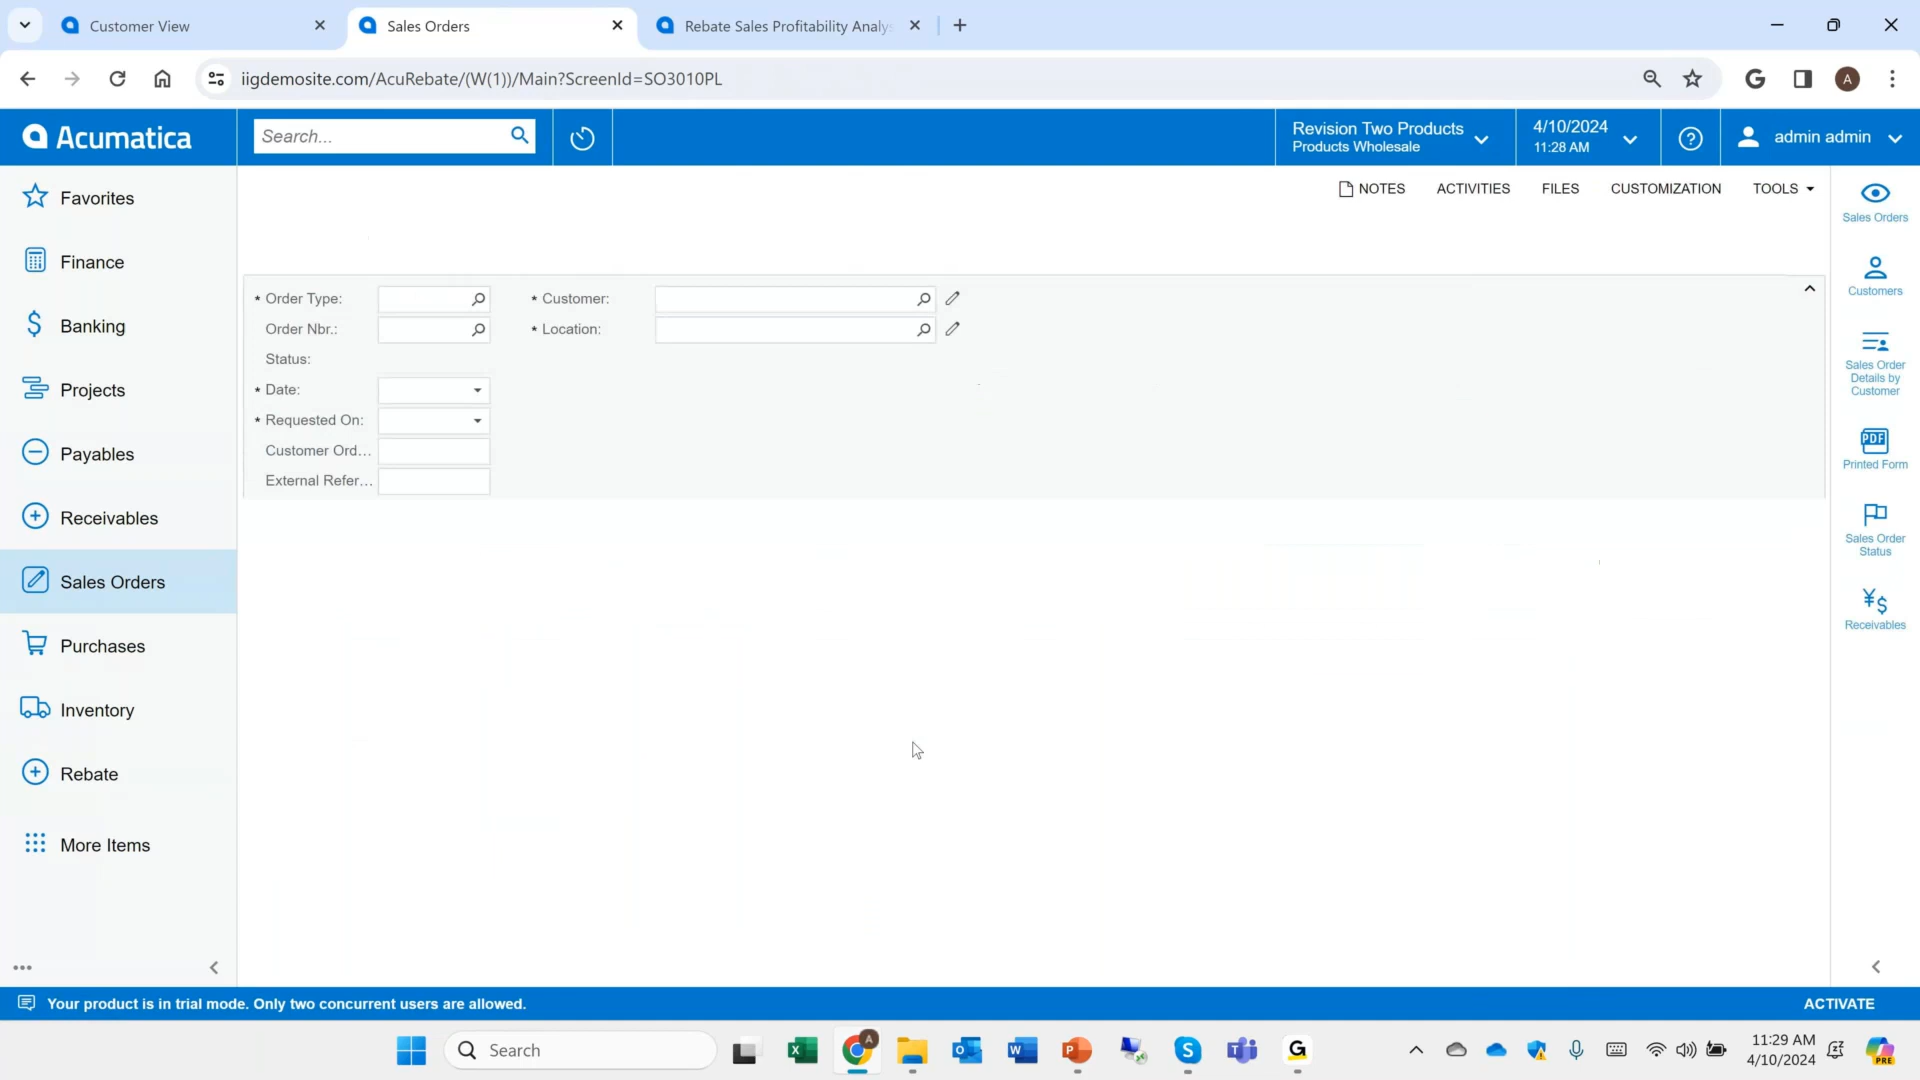 Customer View
Sales Orders
Rebate Sales Profitability Analys
iigdemosite.com/AcuRebate/(W(1))/Main?ScreenId=SO3010PL
A
Acumatica
Search...
Revision Two Products
Products Wholesale
4/10/2024
11:28 AM
admin admin
NOTES
ACTIVITIES
FILES
CUSTOMIZATION
TOOLS
Favorites
Finance
Banking
Projects
Payables
Receivables
Sales Orders
Purchases
Inventory
Rebate
More Items
* Order Type:
* Customer:
Order Nbr.:
* Location:
Status:
* Date:
* Requested On:
Customer Ord...
External Refer...
Sales Orders
Customers
Sales Order
Details by
Customer
PDF
Printed Form
Sales Order
Status
Receivables
Your product is in trial mode. Only two concurrent users are allowed.
ACTIVATE
Search
11:29 AM
4/10/2024
PRE